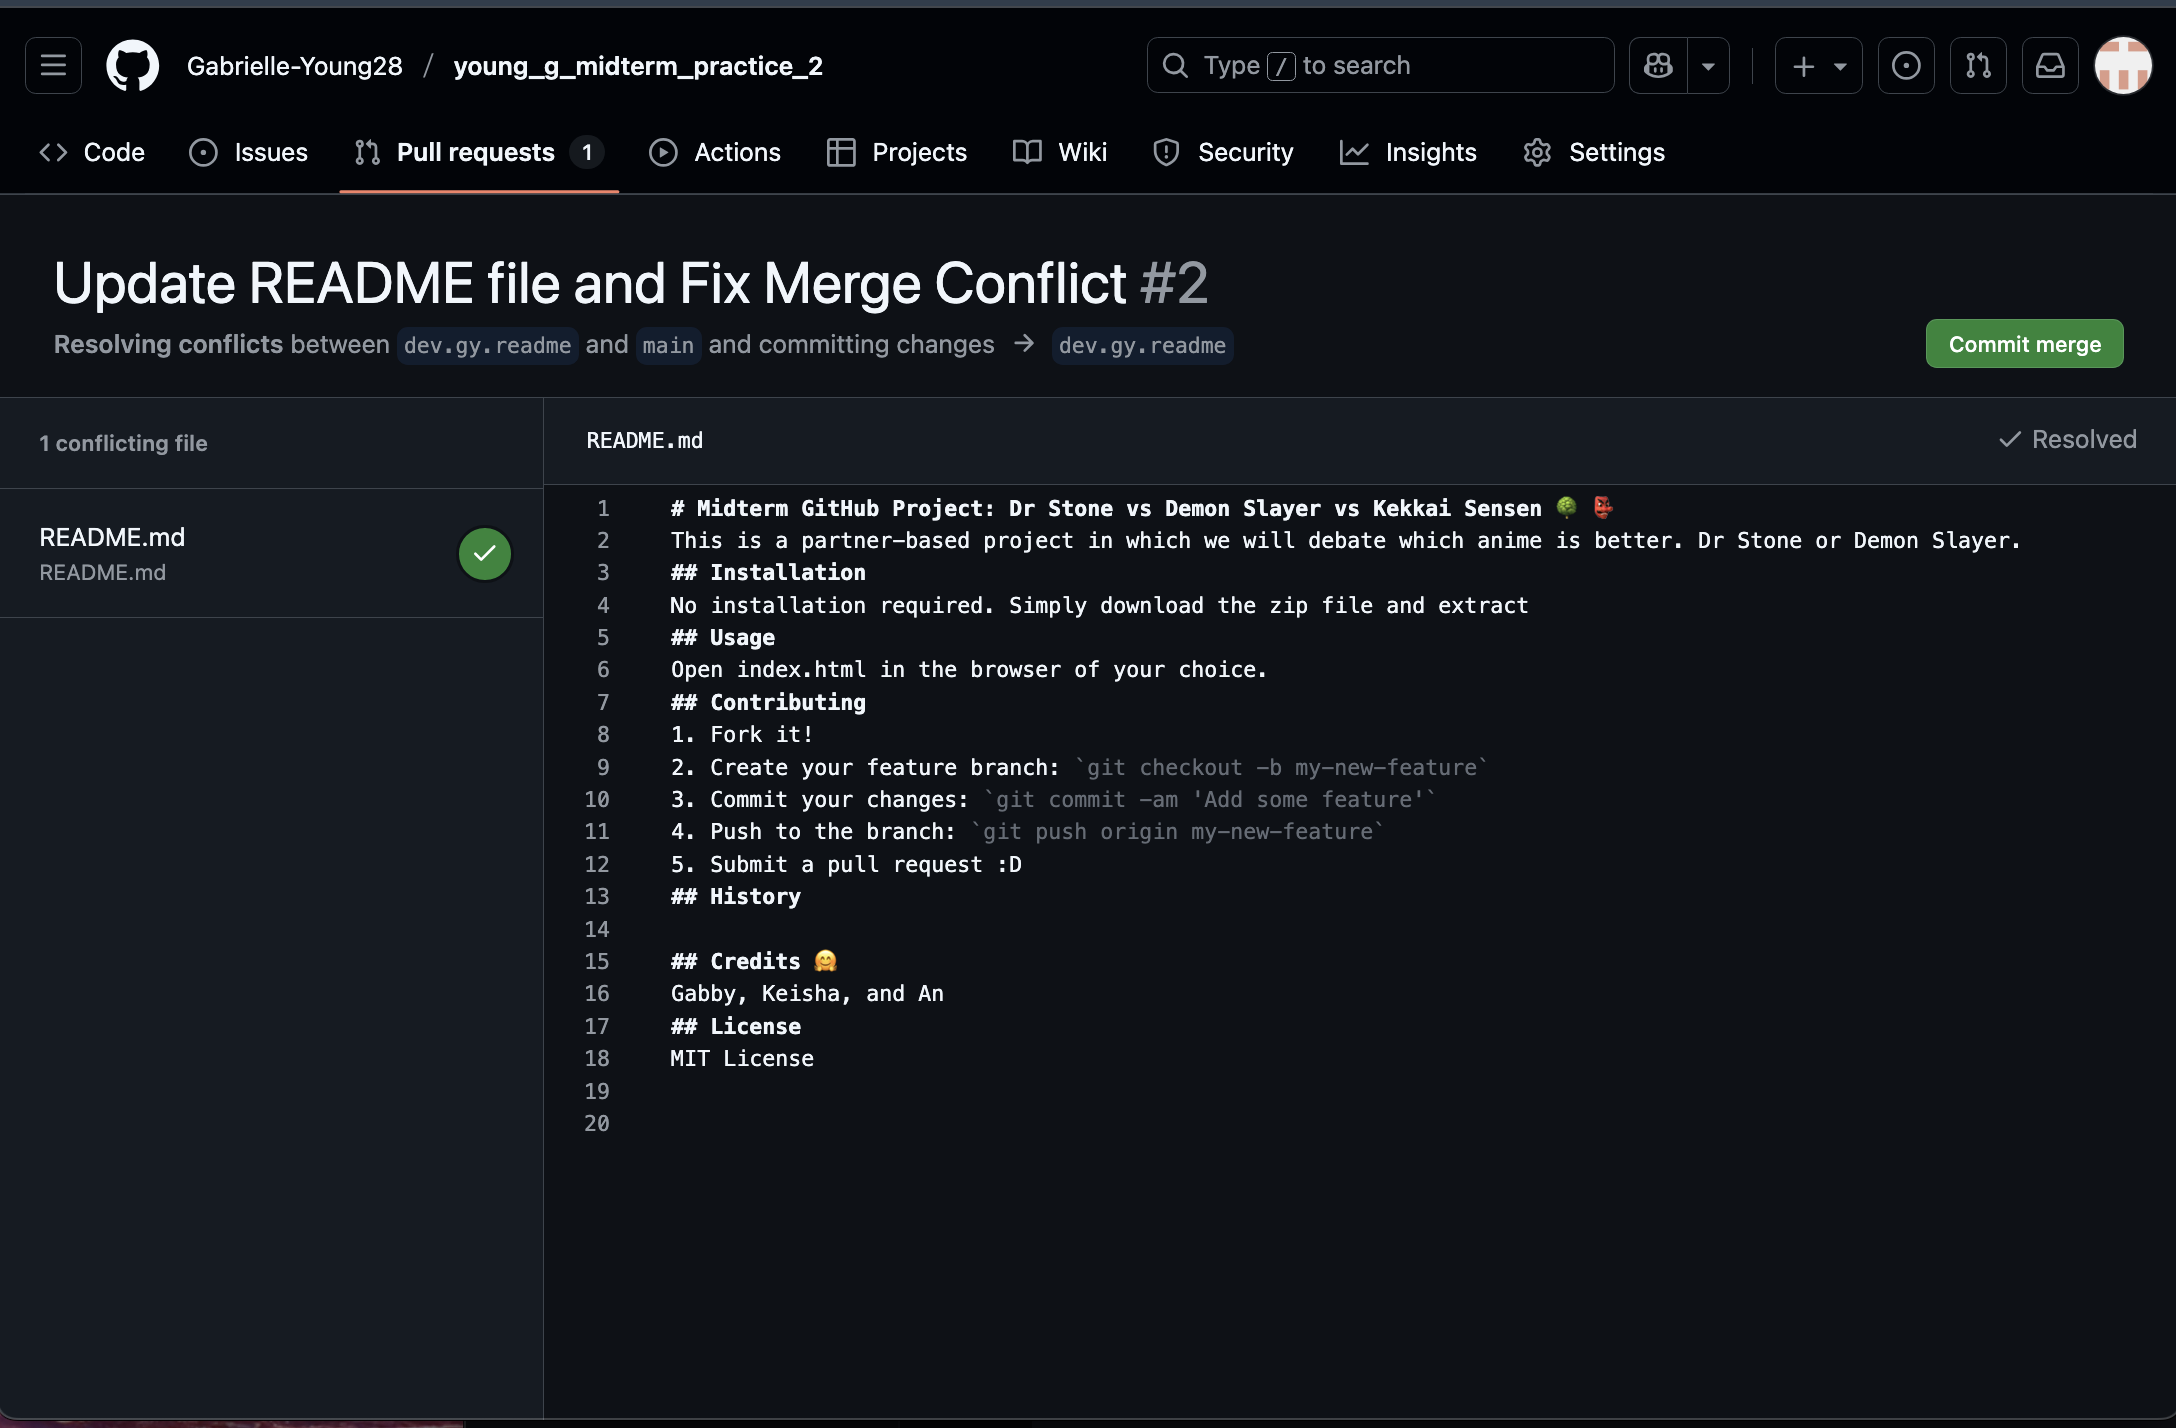 Gabrielle-Young28 / young_g_midterm_practice_2
Type / to search
Code Issues Pull requests 1 Actions Projects Wiki Security Insights Settings
Update README file and Fix Merge Conflict #2
Resolving conflicts between dev.gy.readme and main and committing changes → dev.gy.readme
Commit merge
1 conflicting file
README.md
README.md
README.md
Resolved
1 # Midterm GitHub Project: Dr Stone vs Demon Slayer vs Kekkai Sensen 🌳 👺
2 This is a partner-based project in which we will debate which anime is better. Dr Stone or Demon Slayer.
3 ## Installation
4 No installation required. Simply download the zip file and extract
5 ## Usage
6 Open index.html in the browser of your choice.
7 ## Contributing
8 1. Fork it!
9 2. Create your feature branch: `git checkout -b my-new-feature`
10 3. Commit your changes: `git commit -am 'Add some feature'`
11 4. Push to the branch: `git push origin my-new-feature`
12 5. Submit a pull request :D
13 ## History
14
15 ## Credits 🤗
16 Gabby, Keisha, and An
17 ## License
18 MIT License
19
20